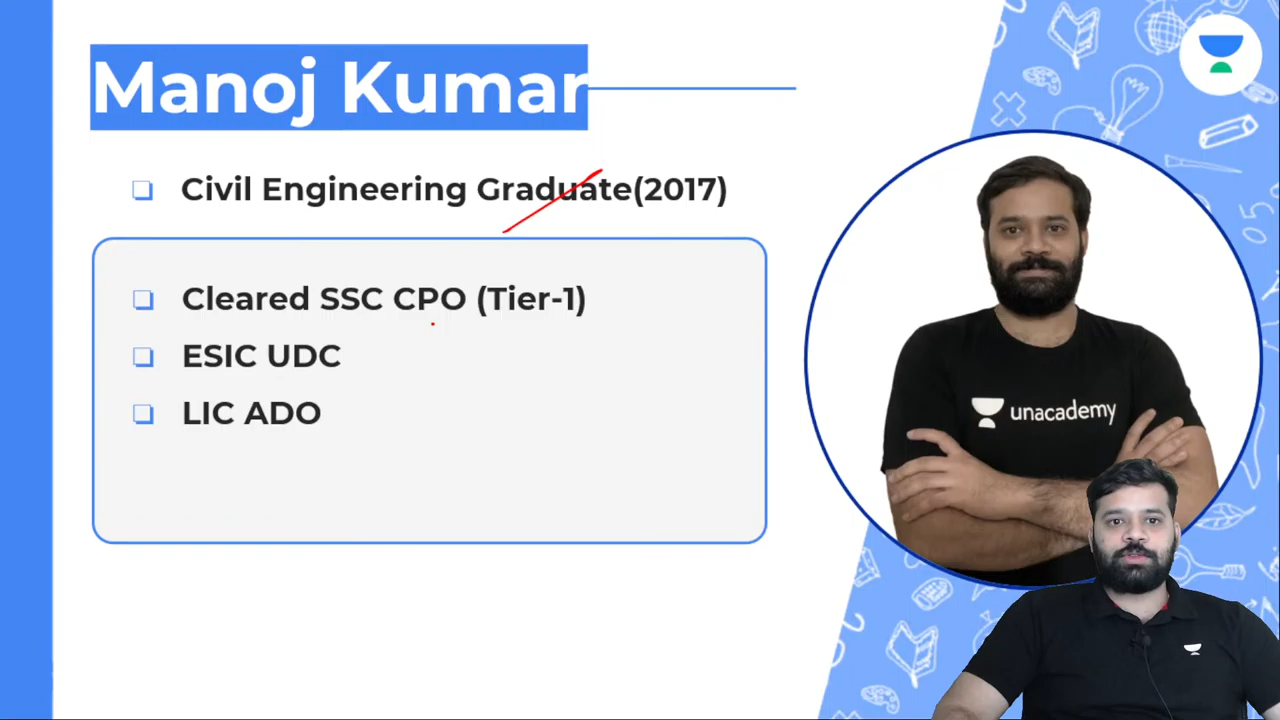 Manoj Kumar
Civil Engineering Graduate(2017)
Cleared SSC CPO (Tier-1)
ESIC UDC
LIC ADO
unacademy